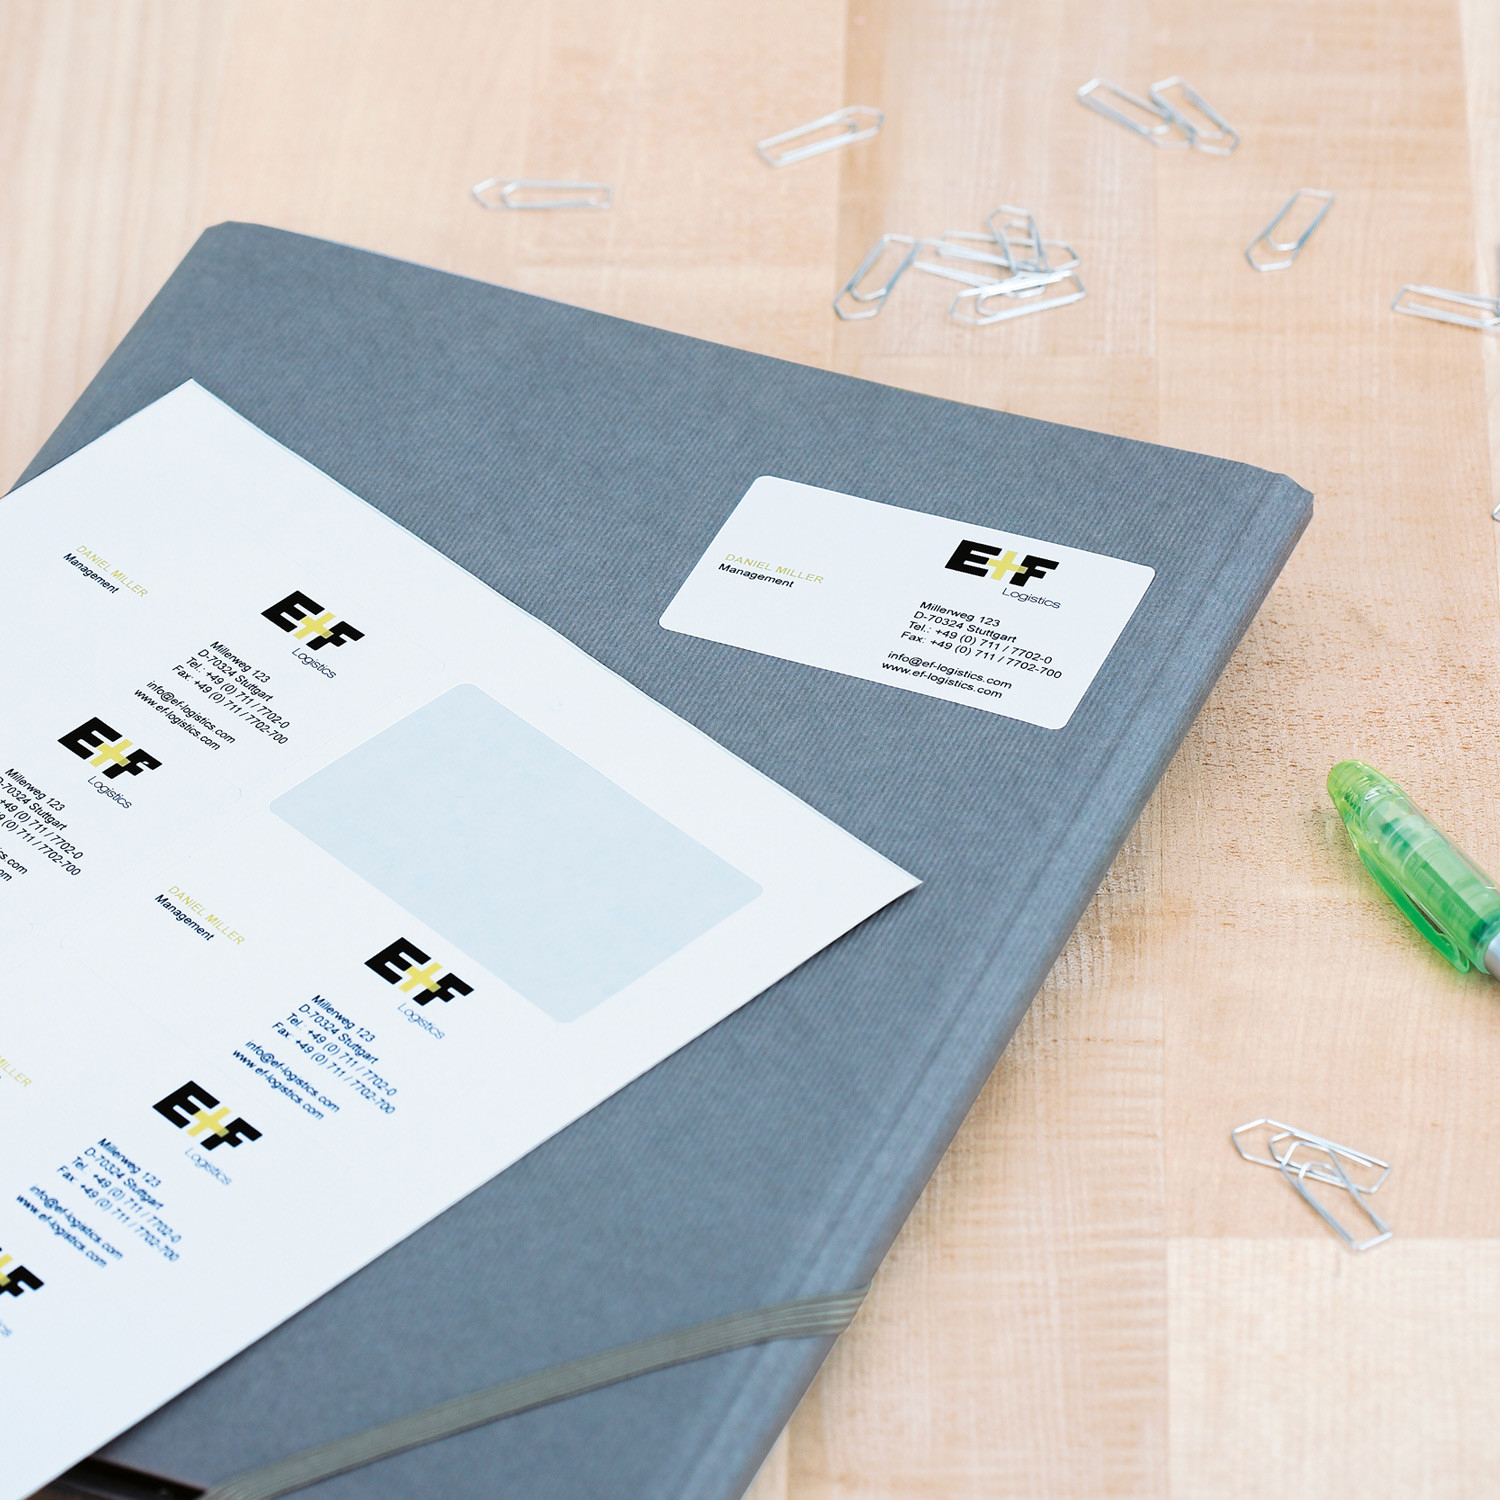 DANIEL MILLER
Management
E+F
Logistics
Millerweg 123
D-70324 Stuttgart
Tel.: +49 (0) 711 / 7702-0
Fax: +49 (0) 711 / 7702-700
info@ef-logistics.com
www.ef-logistics.com
DANIEL MILLER
Management
E+F
Logistics
Millerweg 123
D-70324 Stuttgart
Tel.: +49 (0) 711 / 7702-0
Fax: +49 (0) 711 / 7702-700
info@ef-logistics.com
www.ef-logistics.com
E+F
Logistics
Millerweg 123
D-70324 Stuttgart
+49 (0) 711 / 7702-0
(0) 711 / 7702-700
DANIEL MILLER
Management
E+F
Logistics
Millerweg 123
D-70324 Stuttgart
Tel.: +49 (0) 711 / 7702-0
Fax: +49 (0) 711 / 7702-700
info@ef-logistics.com
www.ef-logistics.com
MILLER
E+F
Logistics
Millerweg 123
D-70324 Stuttgart
Tel.: +49 (0) 711 / 7702-0
Fax: +49 (0) 711 / 7702-700
info@ef-logistics.com
www.ef-logistics.com
+F